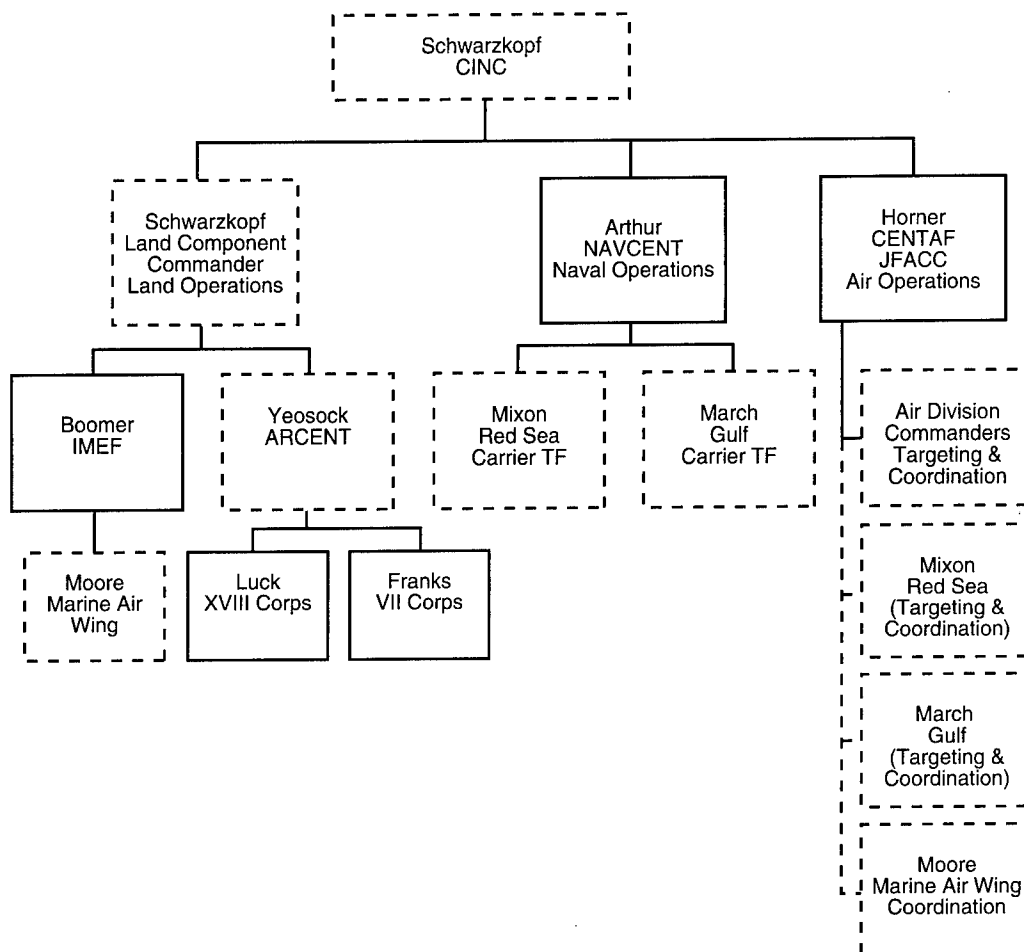 Schwarzkopf
CINC
Schwarzkopf
Land Component
Commander
Land Operations
Arthur
NAVCENT
Naval Operations
Horner
CENTAF
JFACC
Air Operations
Boomer
IMEF
Yeosock
ARCENT
Mixon
Red Sea
Carrier TF
March
Gulf
Carrier TF
Air Division
Commanders
Targeting &
Coordination
Moore
Marine Air
Wing
Luck
XVIII Corps
Franks
VII Corps
Mixon
Red Sea
(Targeting &
Coordination)
March
Gulf
(Targeting &
Coordination)
Moore
Marine Air Wing
Coordination